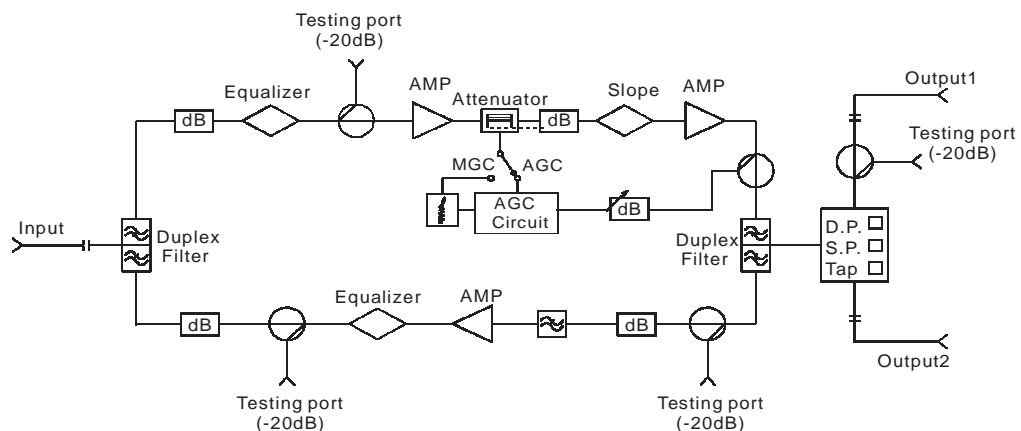 Testing port
(-20dB)
Equalizer
AMP
Attenuator
Slope
AMP
Output1
dB
dB
Testing port
(-20dB)
MGC
AGC
AGC
Circuit
dB
Input
Duplex
Filter
Duplex
Filter
D.P.
S.P.
Tap
Equalizer
AMP
dB
dB
Output2
Testing port
(-20dB)
Testing port
(-20dB)